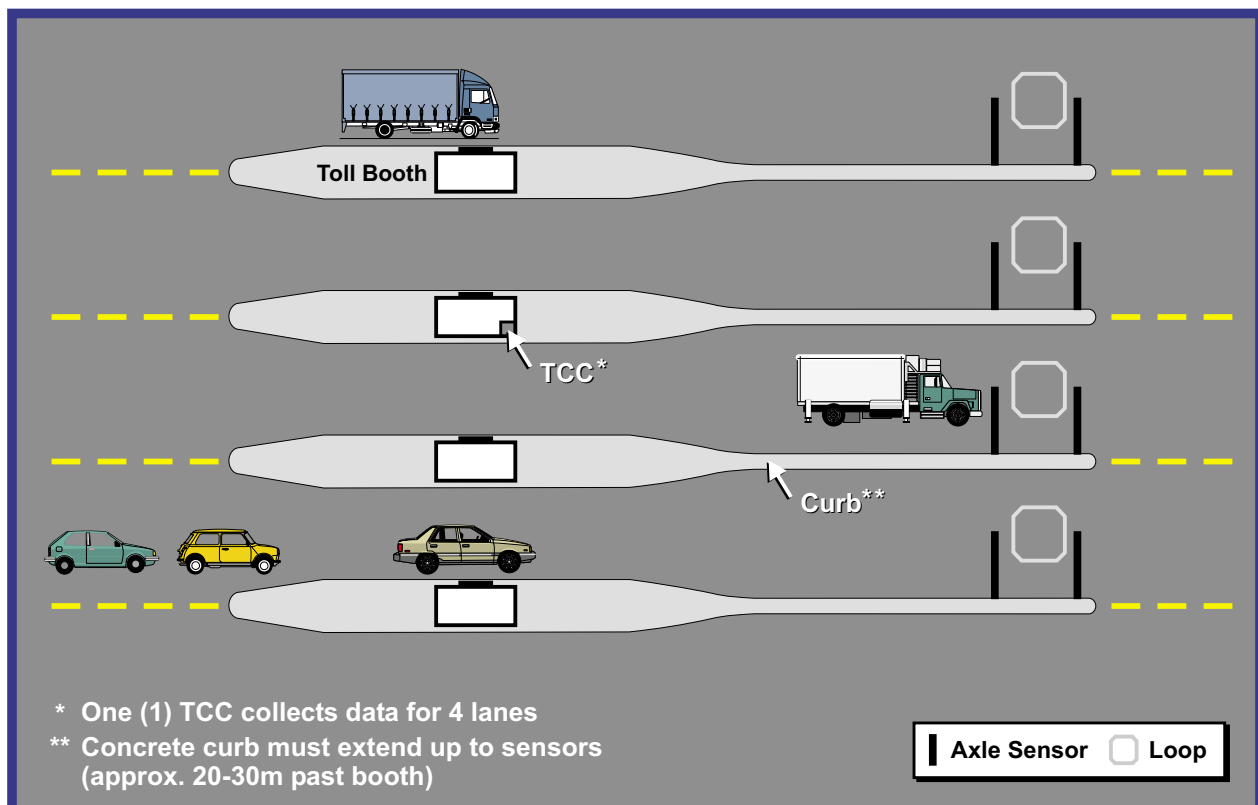 Toll Booth
TCC*
Curb**
* One (1) TCC collects data for 4 lanes
** Concrete curb must extend up to sensors
(approx. 20-30m past booth)
Axle Sensor Loop